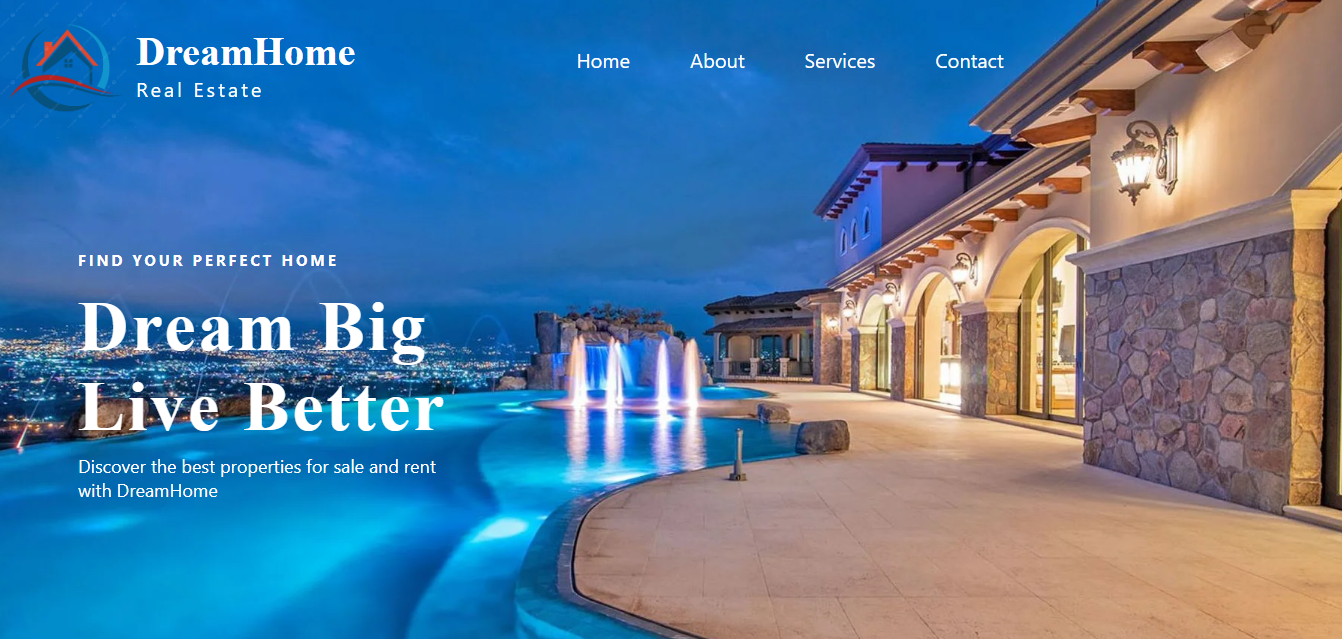 DreamHome
Real Estate
Home About Services Contact
FIND YOUR PERFECT HOME
Dream Big
Live Better
Discover the best properties for sale and rent
with DreamHome